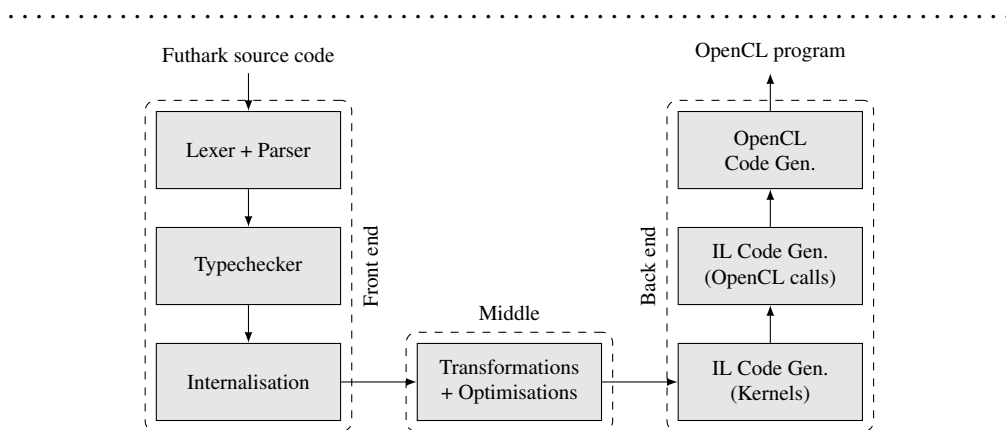 Futhark source code
Lexer + Parser
Typechecker
Internalisation
Front end
Middle
Transformations
+ Optimisations
OpenCL program
OpenCL
Code Gen.
IL Code Gen.
(OpenCL calls)
IL Code Gen.
(Kernels)
Back end